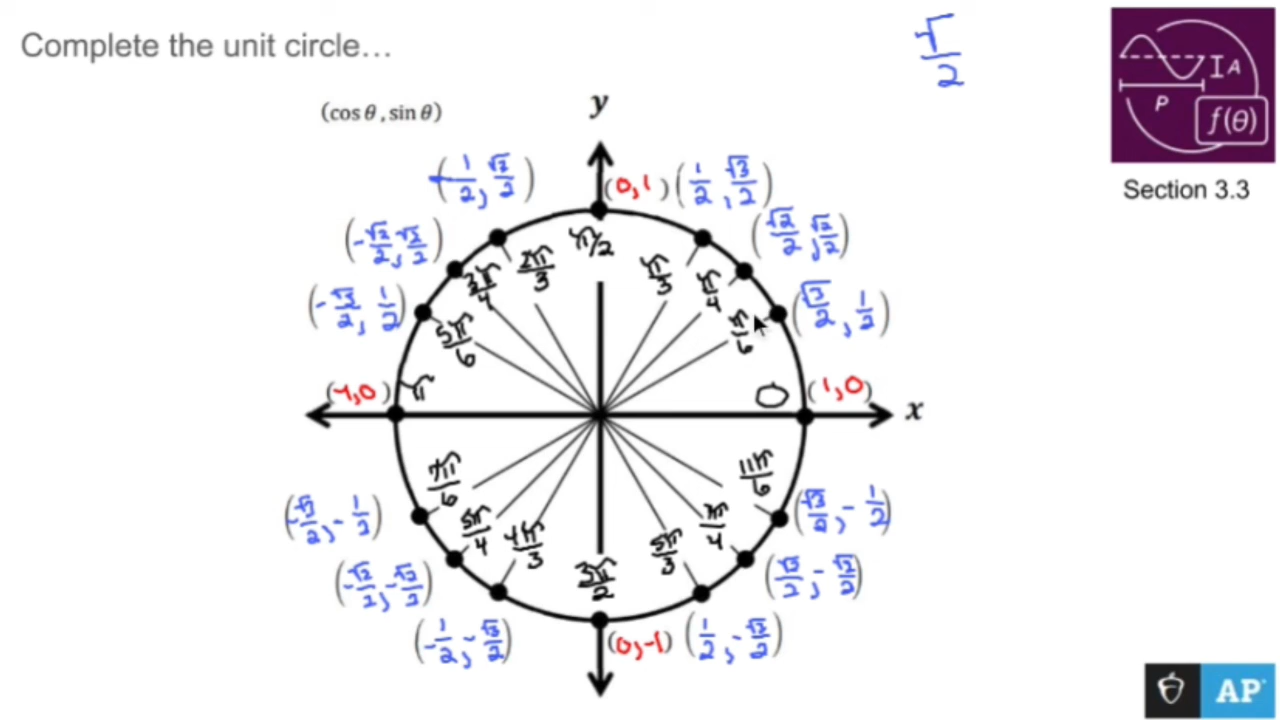 Complete the unit circle…
√
2
A
P
f(θ)
Section 3.3
(cos θ , sin θ)
y
(-1/2, √3/2)
(0,1)
(1/2, √3/2)
(-√2/2, √2/2)
(√2/2, √2/2)
(-√3/2, 1/2)
(√3/2, 1/2)
2π/3
π/2
π/3
3π/4
π/4
5π/6
π/6
(-1,0)
π
0
(1,0)
x
7π/6
11π/6
5π/4
7π/4
4π/3
5π/3
3π/2
(-√3/2, -1/2)
(√3/2, -1/2)
(-√2/2, -√2/2)
(-1/2, -√3/2)
(0,-1)
(1/2, -√3/2)
AP